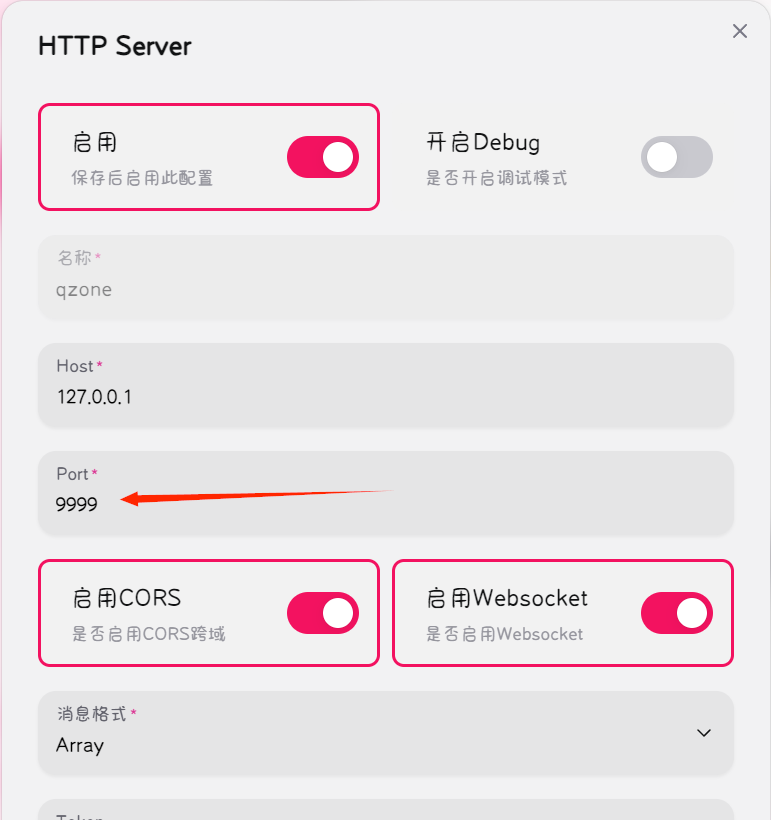 HTTP Server
启用
保存后启用此配置
开启Debug
是否开启调试模式
名称*
qzone
Host*
127.0.0.1
Port*
9999
启用CORS
是否启用CORS跨域
启用Websocket
是否启用Websocket
消息格式*
Array